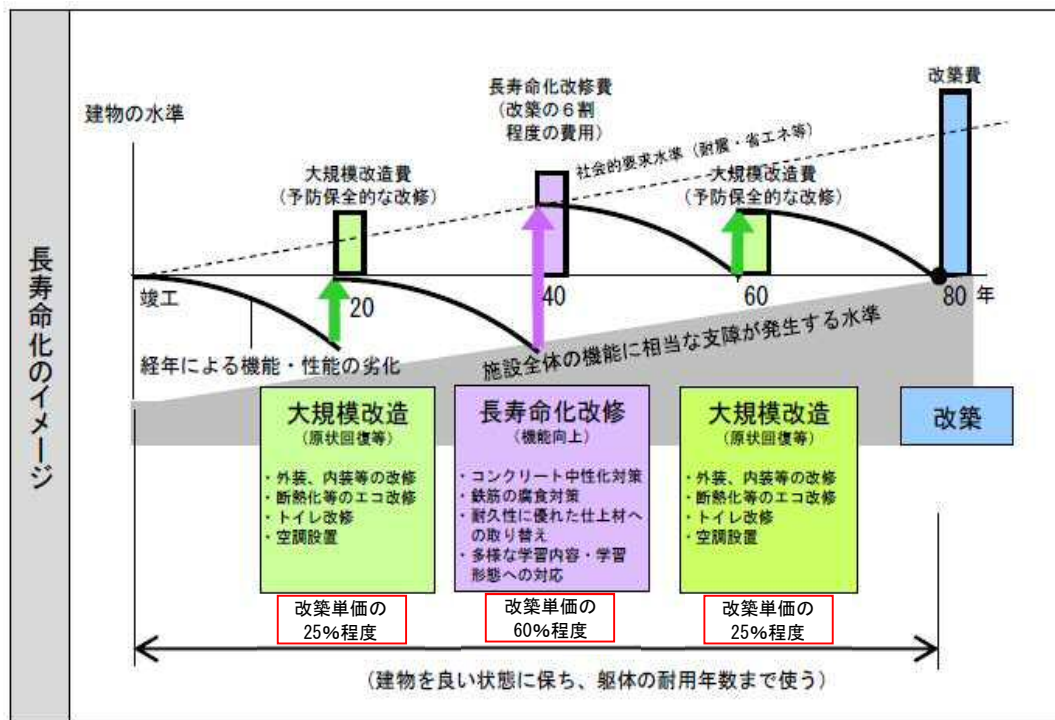 長寿命化のイメージ
建物の水準
長寿命化改修費
(改築の6割
程度の費用)
改築費
社会的要求水準(耐震・省エネ等)
大規模改造費
(予防保全的な改修)
大規模改造費
(予防保全的な改修)
竣工
20
40
60
80 年
経年による機能・性能の劣化
施設全体の機能に相当な支障が発生する水準
大規模改造
(原状回復等)
・外装、内装等の改修
・断熱化等のエコ改修
・トイレ改修
・空調設置
長寿命化改修
(機能向上)
・コンクリート中性化対策
・鉄筋の腐食対策
・耐久性に優れた仕上材へ
の取り替え
・多様な学習内容・学習
形態への対応
大規模改造
(原状回復等)
・外装、内装等の改修
・断熱化等のエコ改修
・トイレ改修
・空調設置
改築
改築単価の
25%程度
改築単価の
60%程度
改築単価の
25%程度
(建物を良い状態に保ち、躯体の耐用年数まで使う)